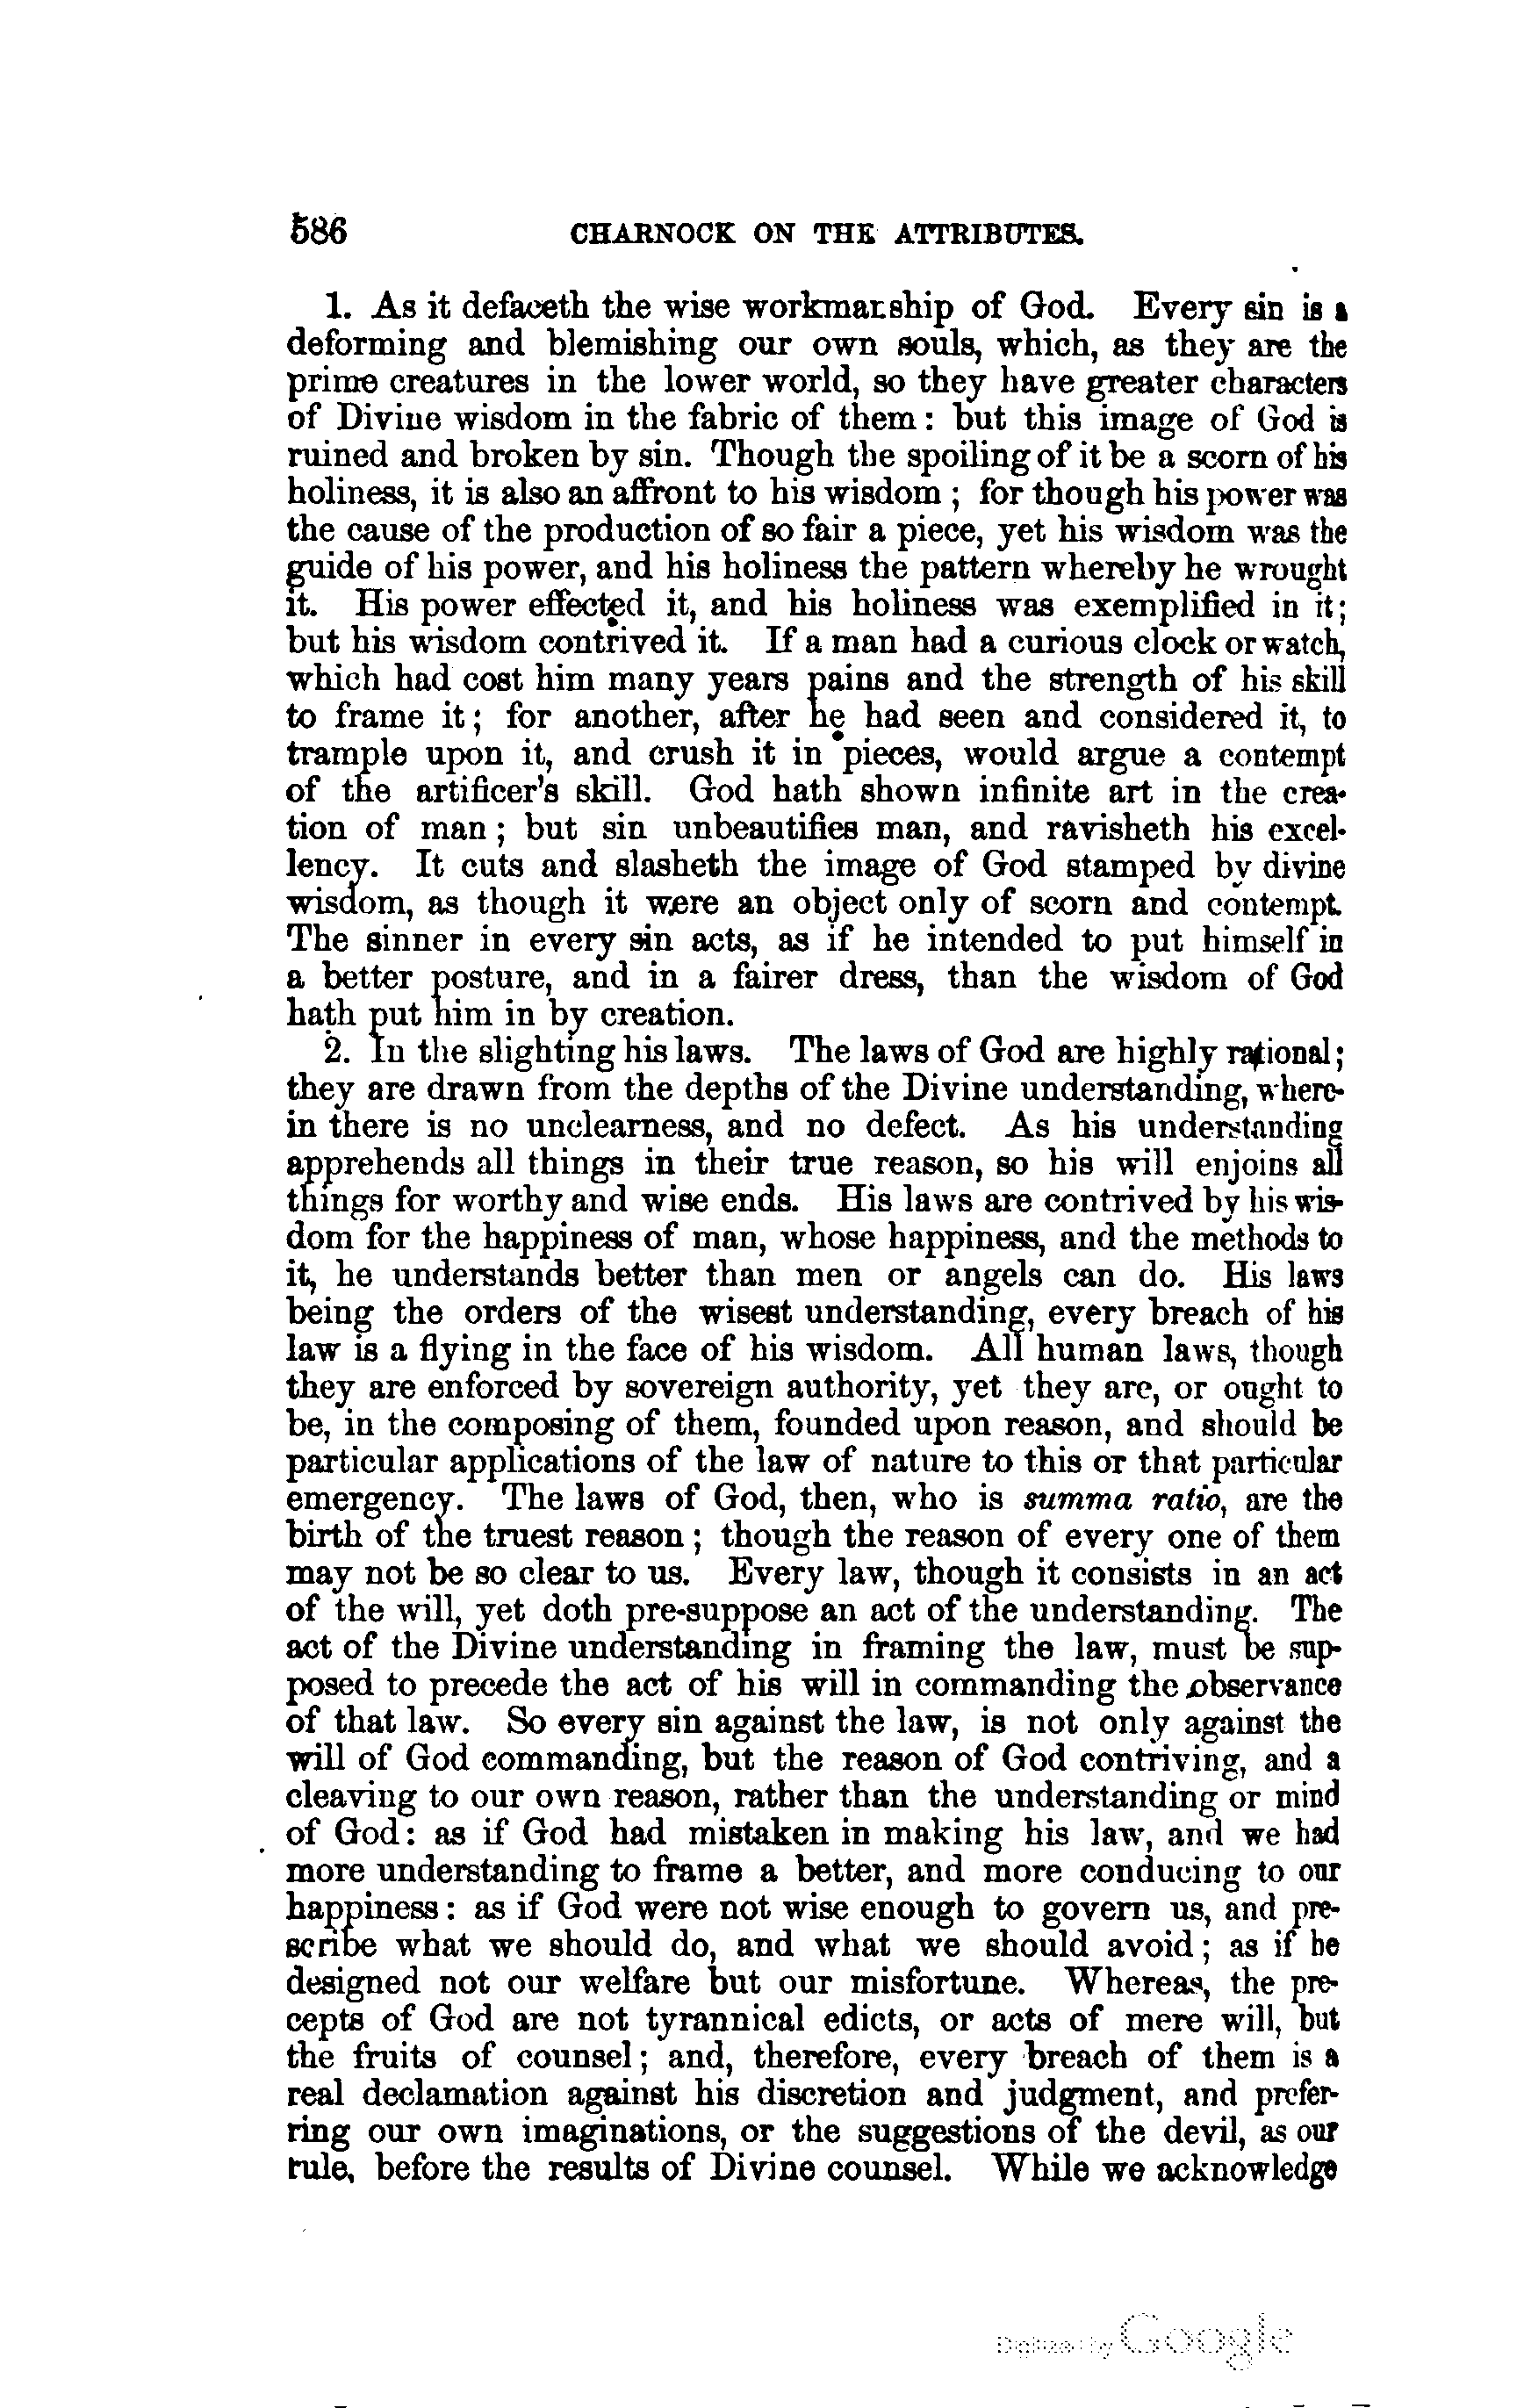 586 CHARNOCK ON THE ATTRIBUTES.
1. As it defaceth the wise workmanship of God. Every sin is a
deforming and blemishing our own souls, which, as they are the
prime creatures in the lower world, so they have greater characters
of Divine wisdom in the fabric of them: but this image of God is
ruined and broken by sin. Though the spoiling of it be a scorn of his
holiness, it is also an affront to his wisdom; for though his power was
the cause of the production of so fair a piece, yet his wisdom was the
guide of his power, and his holiness the pattern whereby he wrought
it. His power effected it, and his holiness was exemplified in it;
but his wisdom contrived it. If a man had a curious clock or watch,
which had cost him many years pains and the strength of his skill
to frame it; for another, after he had seen and considered it, to
trample upon it, and crush it in pieces, would argue a contempt
of the artificer's skill. God hath shown infinite art in the crea-
tion of man; but sin unbeautifies man, and ravisheth his excel-
lency. It cuts and slasheth the image of God stamped by divine
wisdom, as though it were an object only of scorn and contempt.
The sinner in every sin acts, as if he intended to put himself in
a better posture, and in a fairer dress, than the wisdom of God
hath put him in by creation.
2. In the slighting his laws. The laws of God are highly rational;
they are drawn from the depths of the Divine understanding, where-
in there is no unclearness, and no defect. As his understanding
apprehends all things in their true reason, so his will enjoins all
things for worthy and wise ends. His laws are contrived by his wis-
dom for the happiness of man, whose happiness, and the methods to
it, he understands better than men or angels can do. His laws
being the orders of the wisest understanding, every breach of his
law is a flying in the face of his wisdom. All human laws, though
they are enforced by sovereign authority, yet they are, or ought to
be, in the composing of them, founded upon reason, and should be
particular applications of the law of nature to this or that particular
emergency. The laws of God, then, who is summa ratio, are the
birth of the truest reason; though the reason of every one of them
may not be so clear to us. Every law, though it consists in an act
of the will, yet doth pre-suppose an act of the understanding. The
act of the Divine understanding in framing the law, must be sup-
posed to precede the act of his will in commanding the observance
of that law. So every sin against the law, is not only against the
will of God commanding, but the reason of God contriving, and a
cleaving to our own reason, rather than the understanding or mind
of God: as if God had mistaken in making his law, and we had
more understanding to frame a better, and more conducing to our
happiness: as if God were not wise enough to govern us, and pre-
scribe what we should do, and what we should avoid; as if he
designed not our welfare but our misfortune. Whereas, the pre-
cepts of God are not tyrannical edicts, or acts of mere will, but
the fruits of counsel; and, therefore, every breach of them is a
real declamation against his discretion and judgment, and prefer-
ring our own imaginations, or the suggestions of the devil, as our
rule, before the results of Divine counsel. While we acknowledge
Digitized by Google